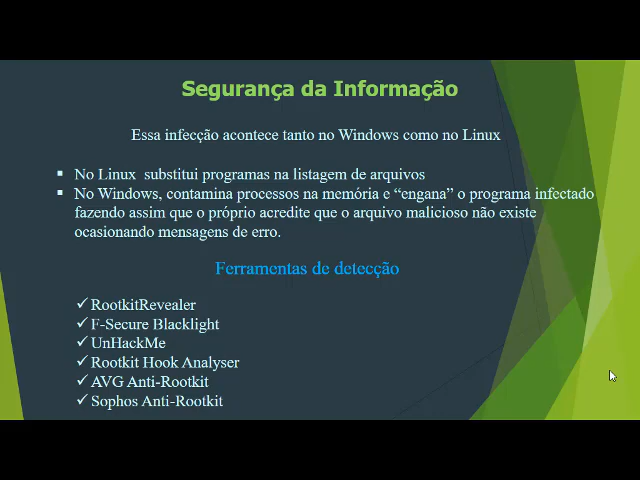 Segurança da Informação
Essa infecção acontece tanto no Windows como no Linux
▪ No Linux substitui programas na listagem de arquivos
▪ No Windows, contamina processos na memória e “engana” o programa infectado
fazendo assim que o próprio acredite que o arquivo malicioso não existe
ocasionando mensagens de erro.
Ferramentas de detecção
✓ RootkitRevealer
✓ F-Secure Blacklight
✓ UnHackMe
✓ Rootkit Hook Analyser
✓ AVG Anti-Rootkit
✓ Sophos Anti-Rootkit